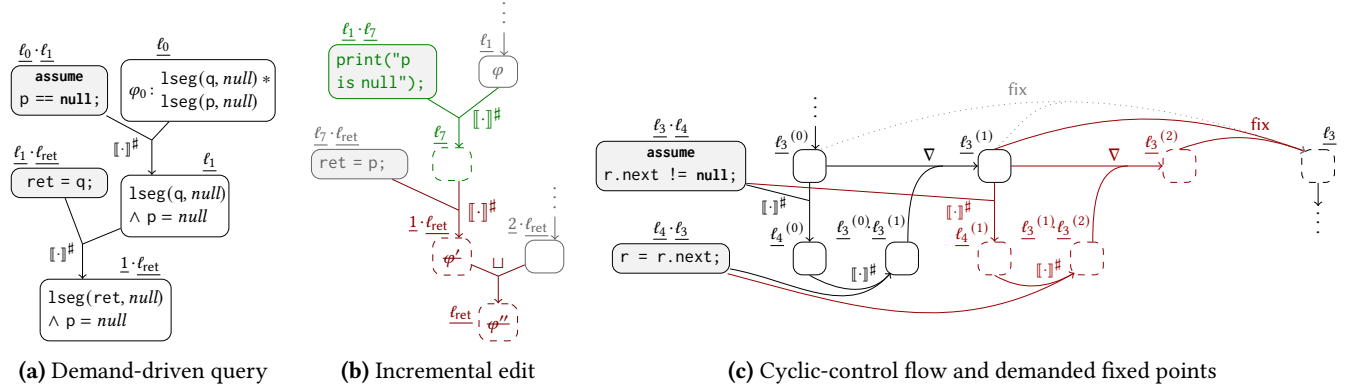 ℓ₀·ℓ₁
assume
p == null;
ℓ₀
φ₀: lseg(q, null) *
lseg(p, null)
⟦·⟧♯
ℓ₁·ℓret
ret = q;
ℓ₁
lseg(q, null)
∧ p = null
⟦·⟧♯
1·ℓret
lseg(ret, null)
∧ p = null
(a) Demand-driven query
⋮
ℓ₁·ℓ₇
print("p
is null");
ℓ₁
φ
⟦·⟧♯
ℓ₇·ℓret
ret = p;
ℓ₇
⟦·⟧♯
1·ℓret
φ′
⋮
2·ℓret
⊔
ℓret
φ″
(b) Incremental edit
fix
⋮
ℓ₃·ℓ₄
assume
r.next != null;
ℓ₃⁽⁰⁾
∇
ℓ₃⁽¹⁾
∇
ℓ₃⁽²⁾
fix
ℓ₃
⋮
⟦·⟧♯
⟦·⟧♯
ℓ₄·ℓ₃
r = r.next;
ℓ₄⁽⁰⁾
ℓ₃⁽⁰⁾·ℓ₃⁽¹⁾
⟦·⟧♯
ℓ₄⁽¹⁾
ℓ₃⁽¹⁾·ℓ₃⁽²⁾
⟦·⟧♯
(c) Cyclic-control flow and demanded fixed points